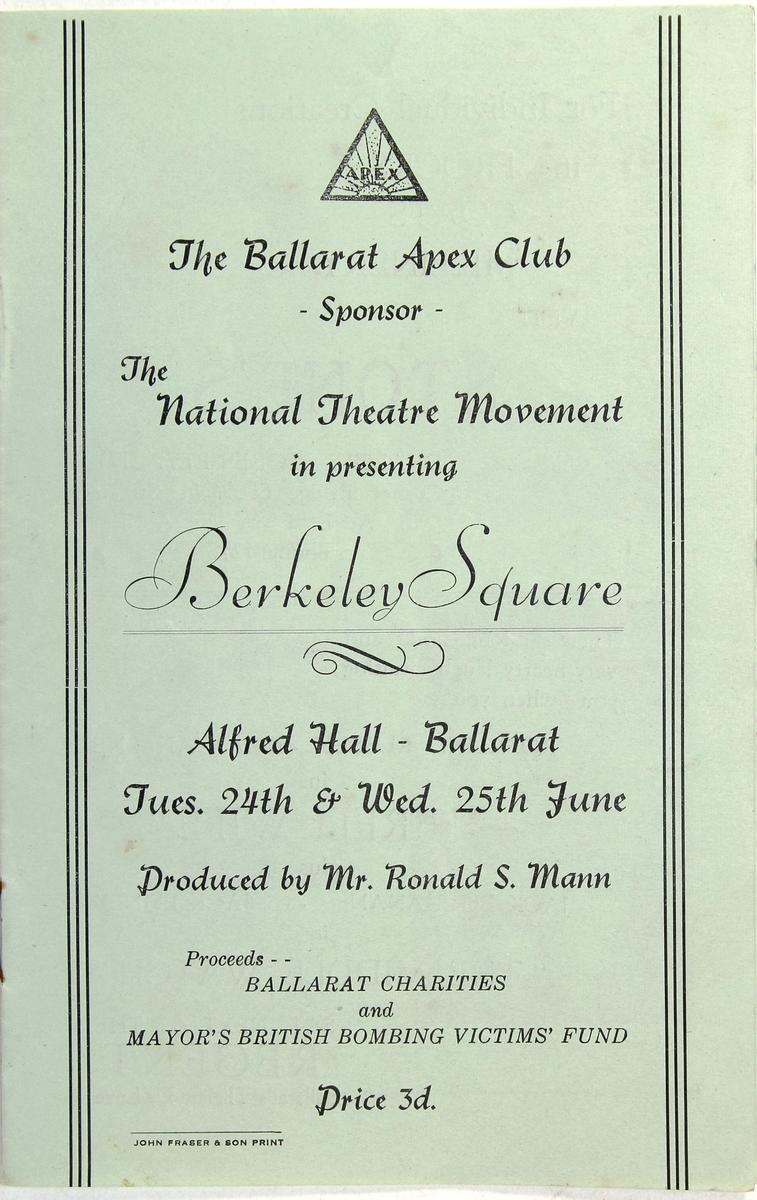 APEX
The Ballarat Apex Club
- Sponsor -
The
National Theatre Movement
in presenting
Berkeley Square
Alfred Hall - Ballarat
Tues. 24th & Wed. 25th June
Produced by Mr. Ronald S. Mann
Proceeds - -
BALLARAT CHARITIES
and
MAYOR'S BRITISH BOMBING VICTIMS' FUND
Price 3d.
JOHN FRASER & SON PRINT